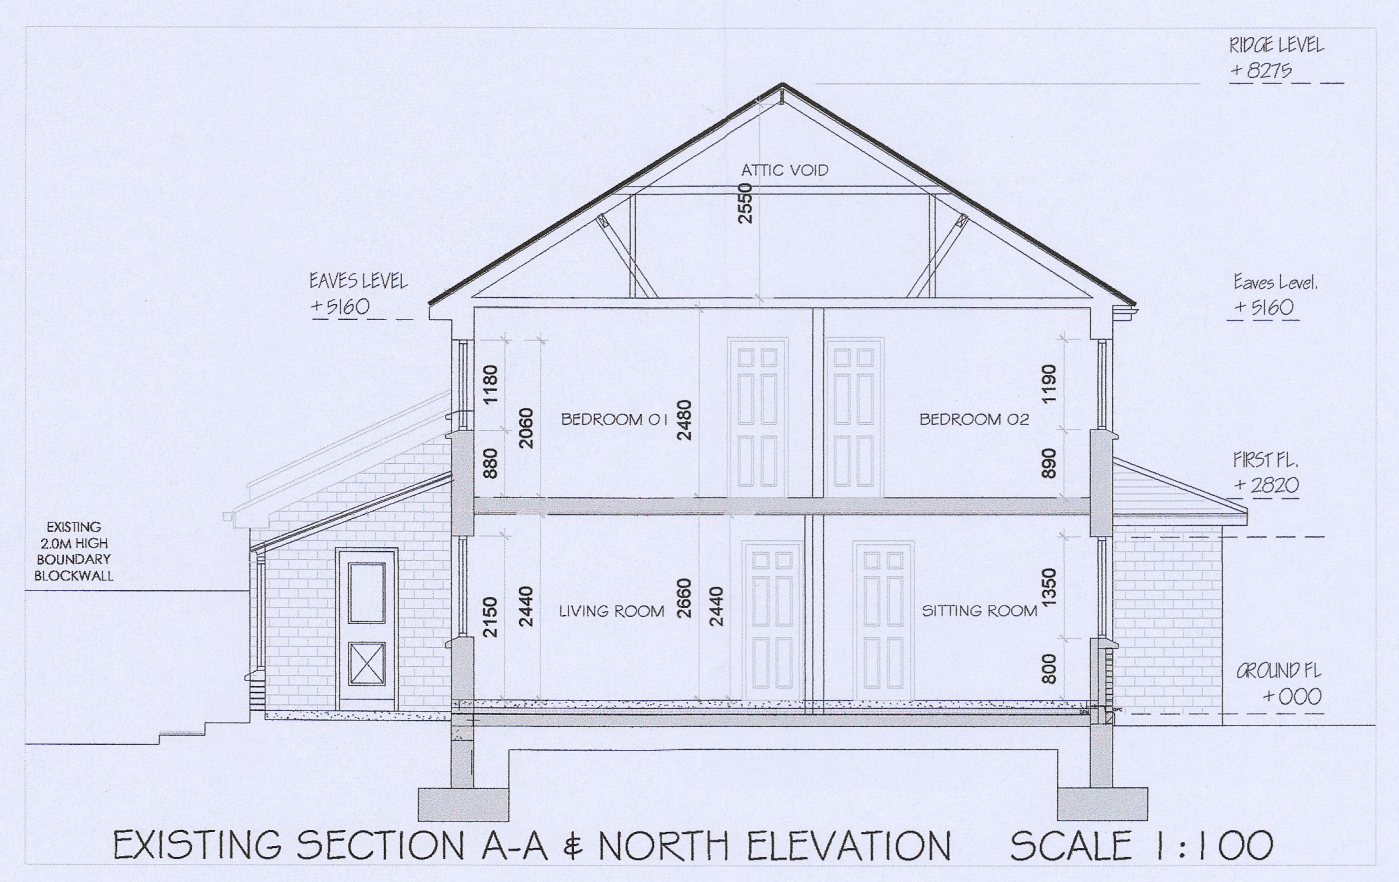 RIDGE LEVEL
+ 8275
ATTIC VOID
2550
EAVES LEVEL
+5160
Eaves Level.
+5160
1180
2060
880
BEDROOM 01
2480
BEDROOM 02
1190
890
FIRST FL.
+ 2820
EXISTING
2.0M HIGH
BOUNDARY
BLOCKWALL
2150
2440
LIVING ROOM
2660
2440
SITTING ROOM
1350
800
GROUND FL
+000
EXISTING SECTION A-A & NORTH ELEVATION SCALE 1:100